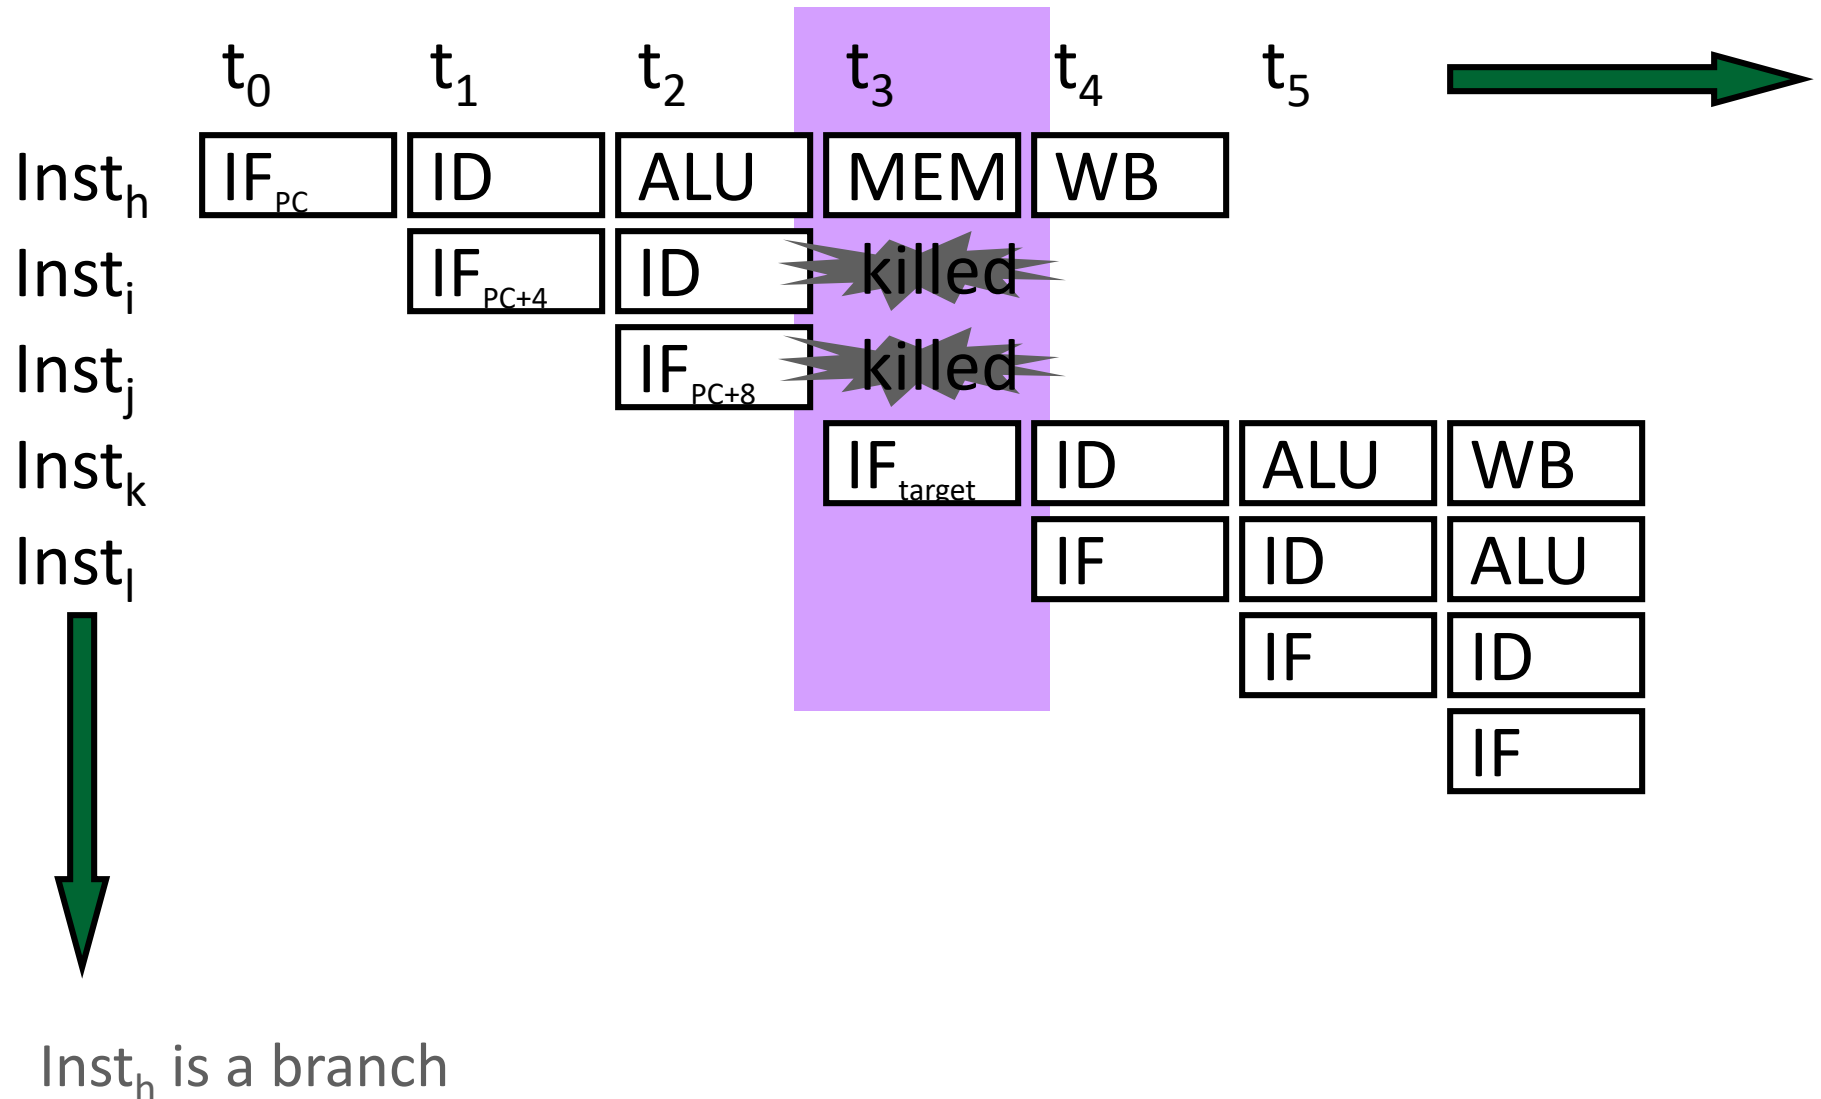 t0 t1 t2 t3 t4 t5
Insth IFPC ID ALU MEM WB
Insti IFPC+4 ID killed
Instj IFPC+8 killed
Instk IFtarget ID ALU WB
Instl IF ID ALU
IF ID
IF
Insth is a branch